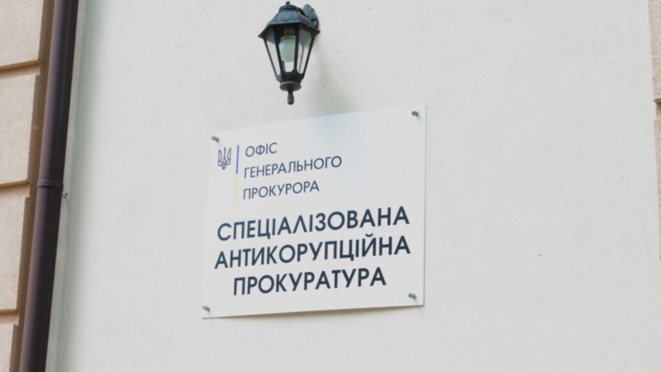 ОФІС
ГЕНЕРАЛЬНОГО
ПРОКУРОРА
СПЕЦІАЛІЗОВАНА
АНТИКОРУПЦІЙНА
ПРОКУРАТУРА